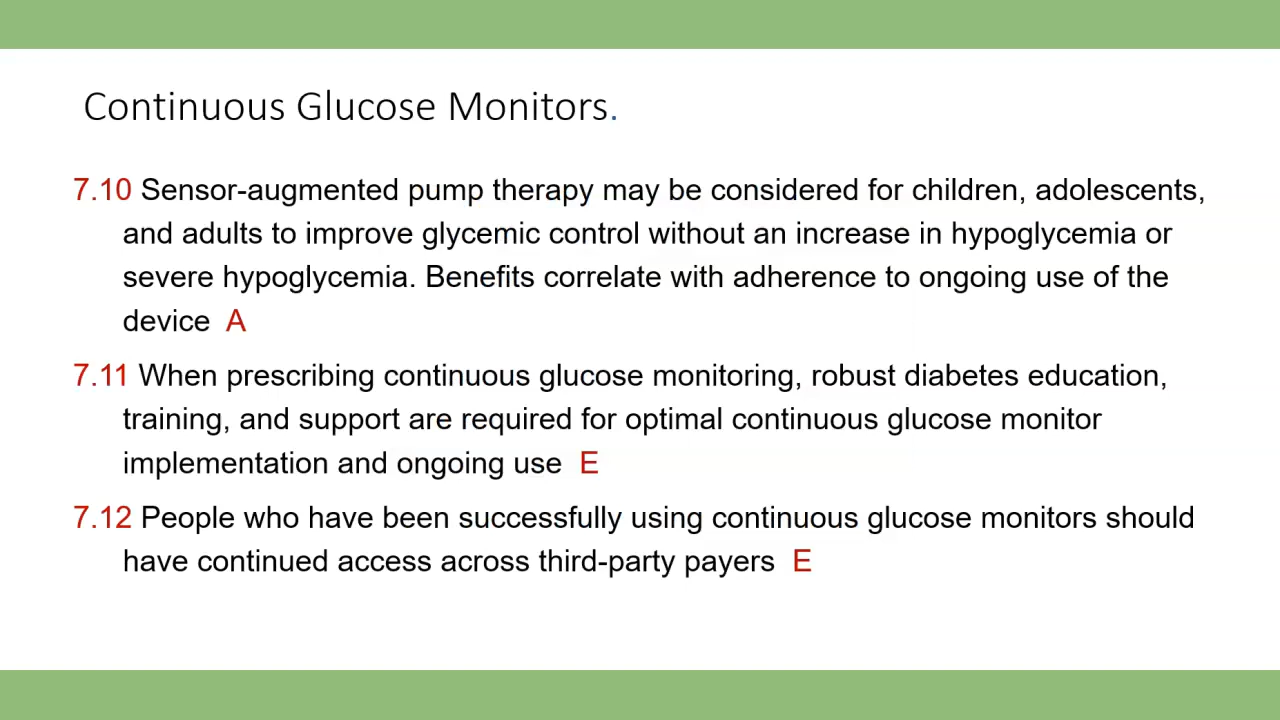 Continuous Glucose Monitors.
7.10 Sensor-augmented pump therapy may be considered for children, adolescents,
and adults to improve glycemic control without an increase in hypoglycemia or
severe hypoglycemia. Benefits correlate with adherence to ongoing use of the
device A
7.11 When prescribing continuous glucose monitoring, robust diabetes education,
training, and support are required for optimal continuous glucose monitor
implementation and ongoing use E
7.12 People who have been successfully using continuous glucose monitors should
have continued access across third-party payers E